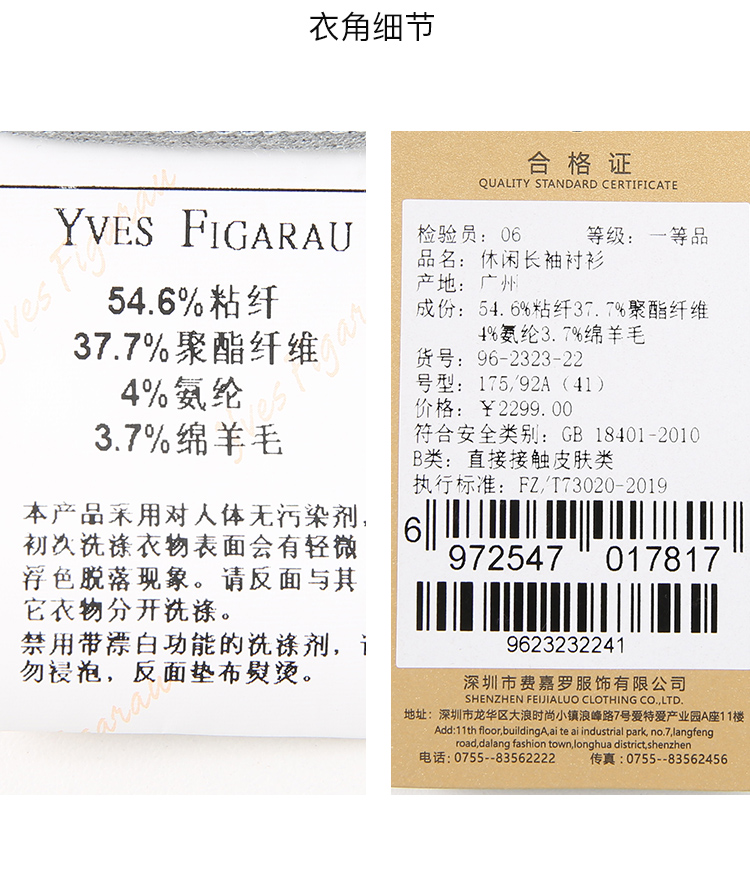 衣角细节
YVES FIGARAU
54.6%粘纤
37.7%聚酯纤维
4%氨纶
3.7%绵羊毛
本产品采用对人体无污染剂，
初次洗涤衣物表面会有轻微
浮色脱落现象。请反面与其
它衣物分开洗涤。
禁用带漂白功能的洗涤剂，
勿浸泡，反面垫布熨烫。
Yves Figarau
Yves Figarau
合格证
QUALITY STANDARD CERTIFICATE
检验员：06 等级：一等品
品名：休闲长袖衬衫
产地：广州
成份：54.6%粘纤37.7%聚酯纤维
4%氨纶3.7%绵羊毛
货号：96-2323-22
号型：175/92A（41）
价格：￥2299.00
符合安全类别：GB 18401-2010
B类：直接接触皮肤类
执行标准：FZ/T73020-2019
6 972547 017817
9623232241
深圳市费嘉罗服饰有限公司
SHENZHEN FEIJIALUO CLOTHING CO.,LTD.
地址：深圳市龙华区大浪时尚小镇浪峰路7号爱特爱产业园A座11楼
Add:11th floor,buildingA,ai te ai industrial park, no.7,langfeng
road,dalang fashion town,longhua district,shenzhen
电话：0755--83562222 传真：0755--83562456